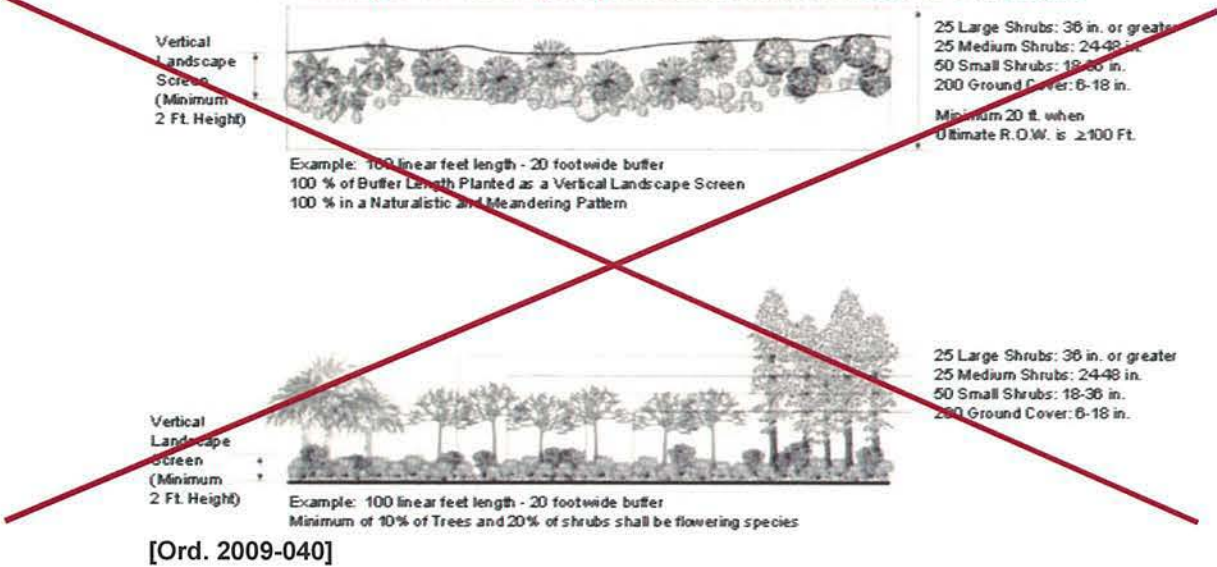 Vertical
Landscape
Screen
(Minimum
2 Ft. Height)
25 Large Shrubs: 36 in. or greater
25 Medium Shrubs: 24-48 in.
50 Small Shrubs: 18-36 in.
200 Ground Cover: 6-18 in.
Minimum 20 ft. when
Ultimate R.O.W. is ≥100 Ft.
Example: 100 linear feet length - 20 footwide buffer
100 % of Buffer Length Planted as a Vertical Landscape Screen
100 % in a Naturalistic and Meandering Pattern
25 Large Shrubs: 36 in. or greater
25 Medium Shrubs: 24-48 in.
50 Small Shrubs: 18-36 in.
200 Ground Cover: 6-18 in.
Vertical
Landscape
Screen
(Minimum
2 Ft. Height)
Example: 100 linear feet length - 20 footwide buffer
Minimum of 10% of Trees and 20% of shrubs shall be flowering species
[Ord. 2009-040]